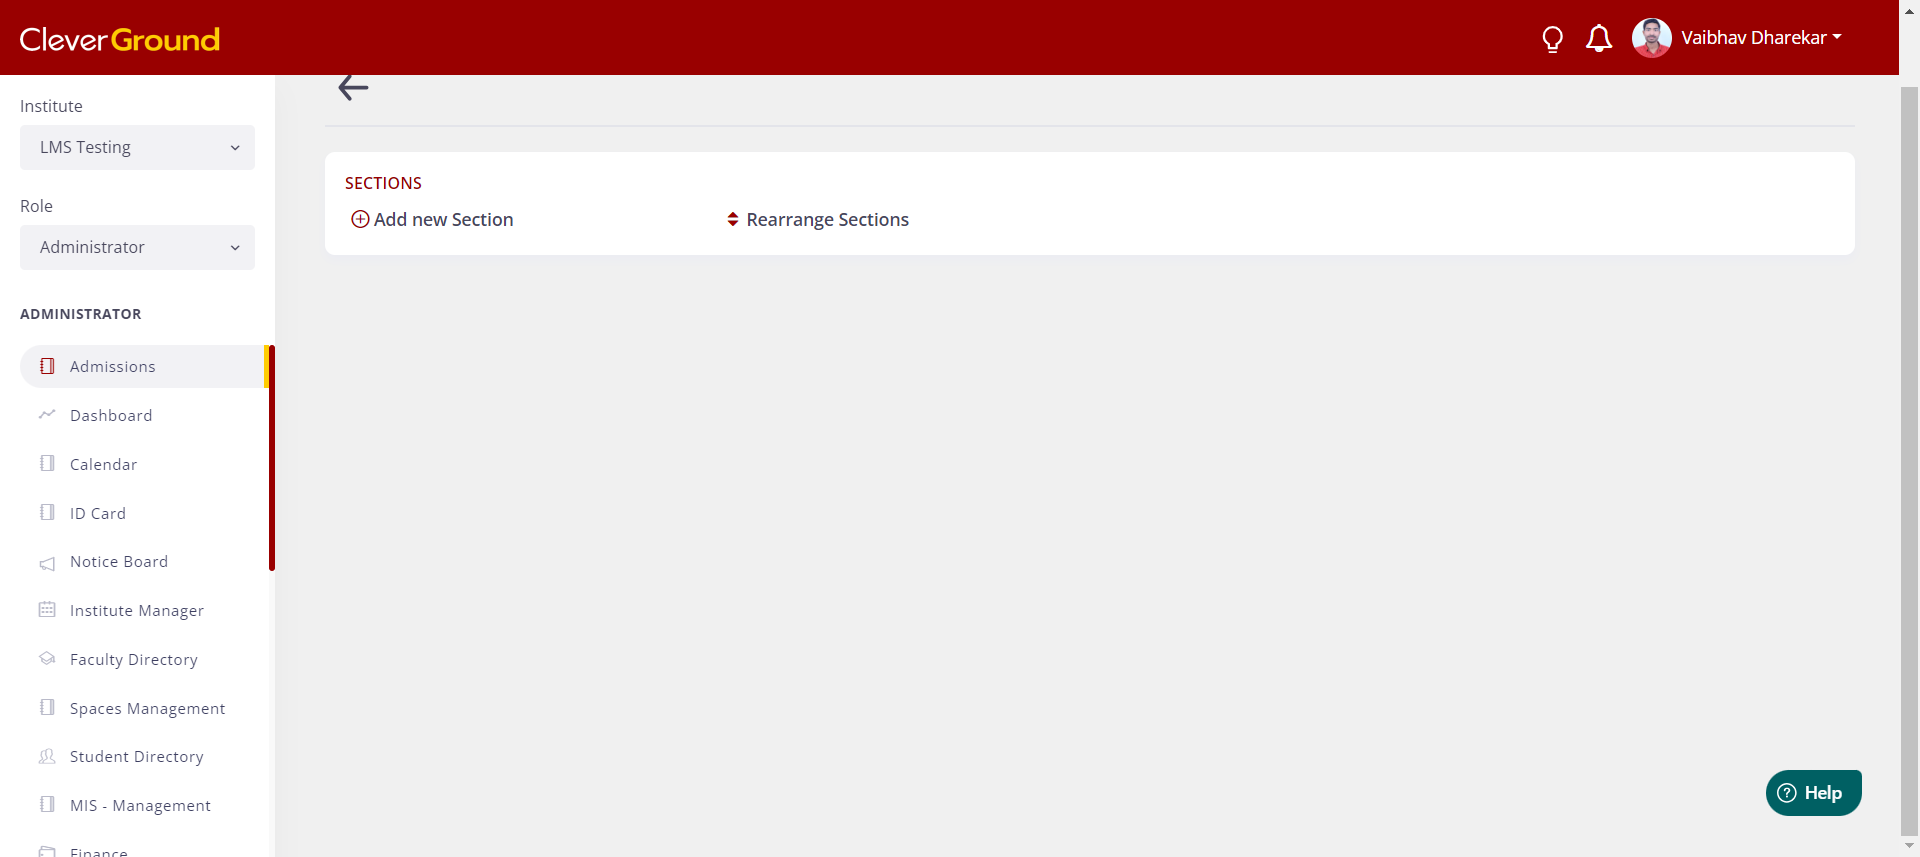 CleverGround
Vaibhav Dharekar
Institute
LMS Testing
Role
Administrator
ADMINISTRATOR
Admissions
Dashboard
Calendar
ID Card
Notice Board
Institute Manager
Faculty Directory
Spaces Management
Student Directory
MIS - Management
Finance
SECTIONS
Add new Section
Rearrange Sections
Help